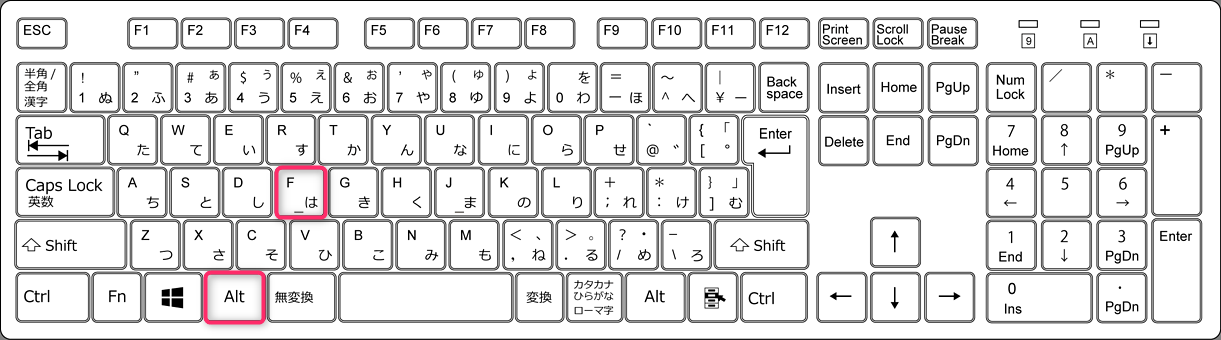 ESC F1 F2 F3 F4 F5 F6 F7 F8 F9 F10 F11 F12 Print Scroll Pause
Screen Lock Break 9 A ↓
半角/ ! " # ぁ $ ぅ % ぇ & ぉ ' ゃ ( ゅ ) ょ を = 〜 | Back Insert Home PgUp Num / * −
全角
漢字 1 ぬ 2 ふ 3 あ 4 う 5 え 6 お 7 や 8 ゆ 9 よ 0 わ ー ほ ^ へ ¥ ー space Lock
Tab Q W E R T Y U I O P ` { 「 Enter Delete End PgDn 7 8 9 +
た て い す か ん な に ら せ @ ゛ [ ゜ Home ↑ PgUp
Caps Lock A S D F G H J K L + * } 」 4 5 6
英数 ち と し _は き く _ま の り ; れ : け ] む ← →
Shift Z X C V B N M < 、 > 。 ? ・ _ Shift ↑ 1 2 3 Enter
つ さ そ ひ こ み も , ね . る / め \ ろ End ↓ PgDn
Ctrl Fn Alt 無変換 変換 カタカナ Alt Ctrl ← ↓ → 0 .
ひらがな
ローマ字 Ins PgDn